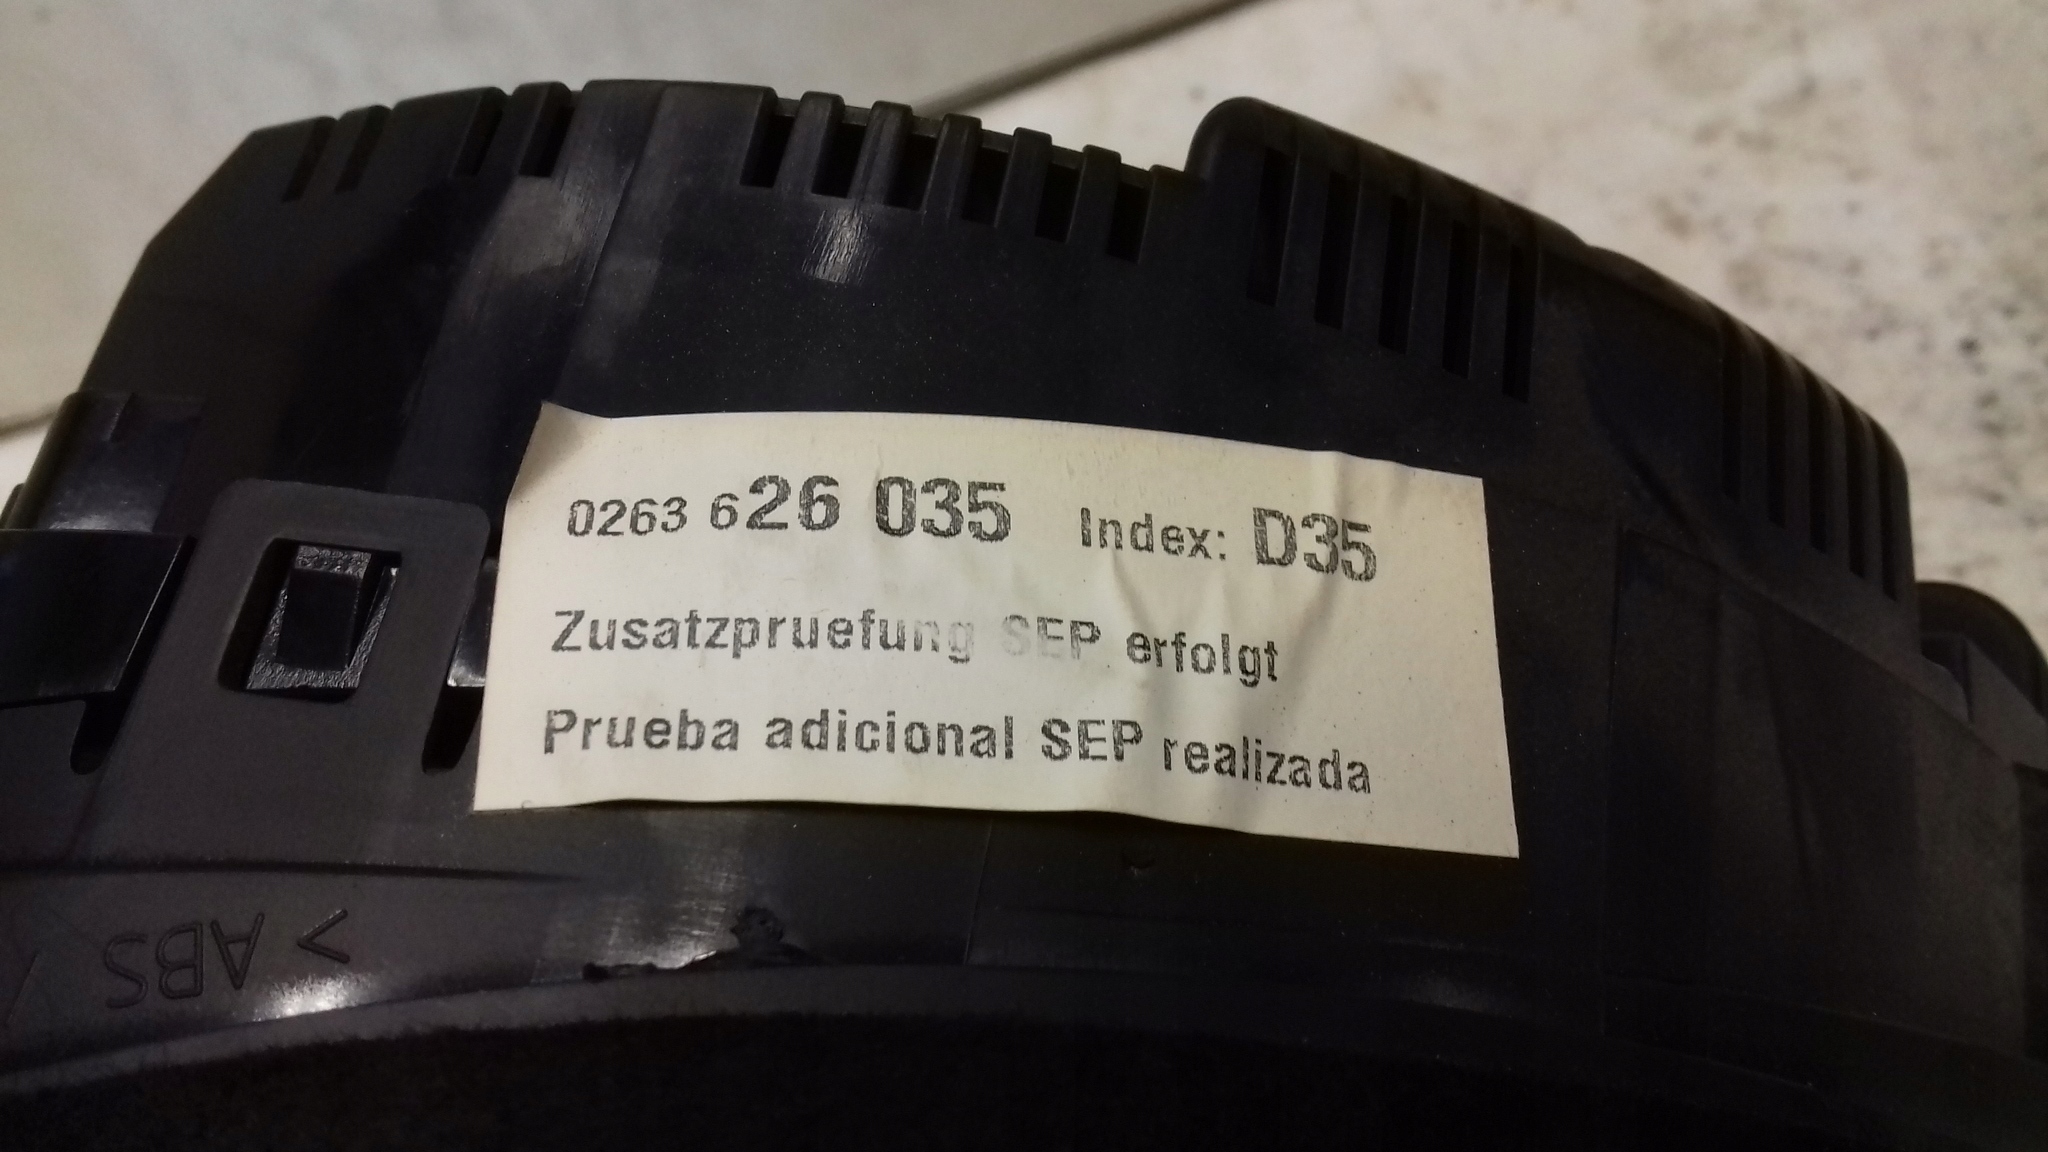 0263 626 035 Index: D35
Zusatzpruefung SEP erfolgt
Prueba adicional SEP realizada
>ABS